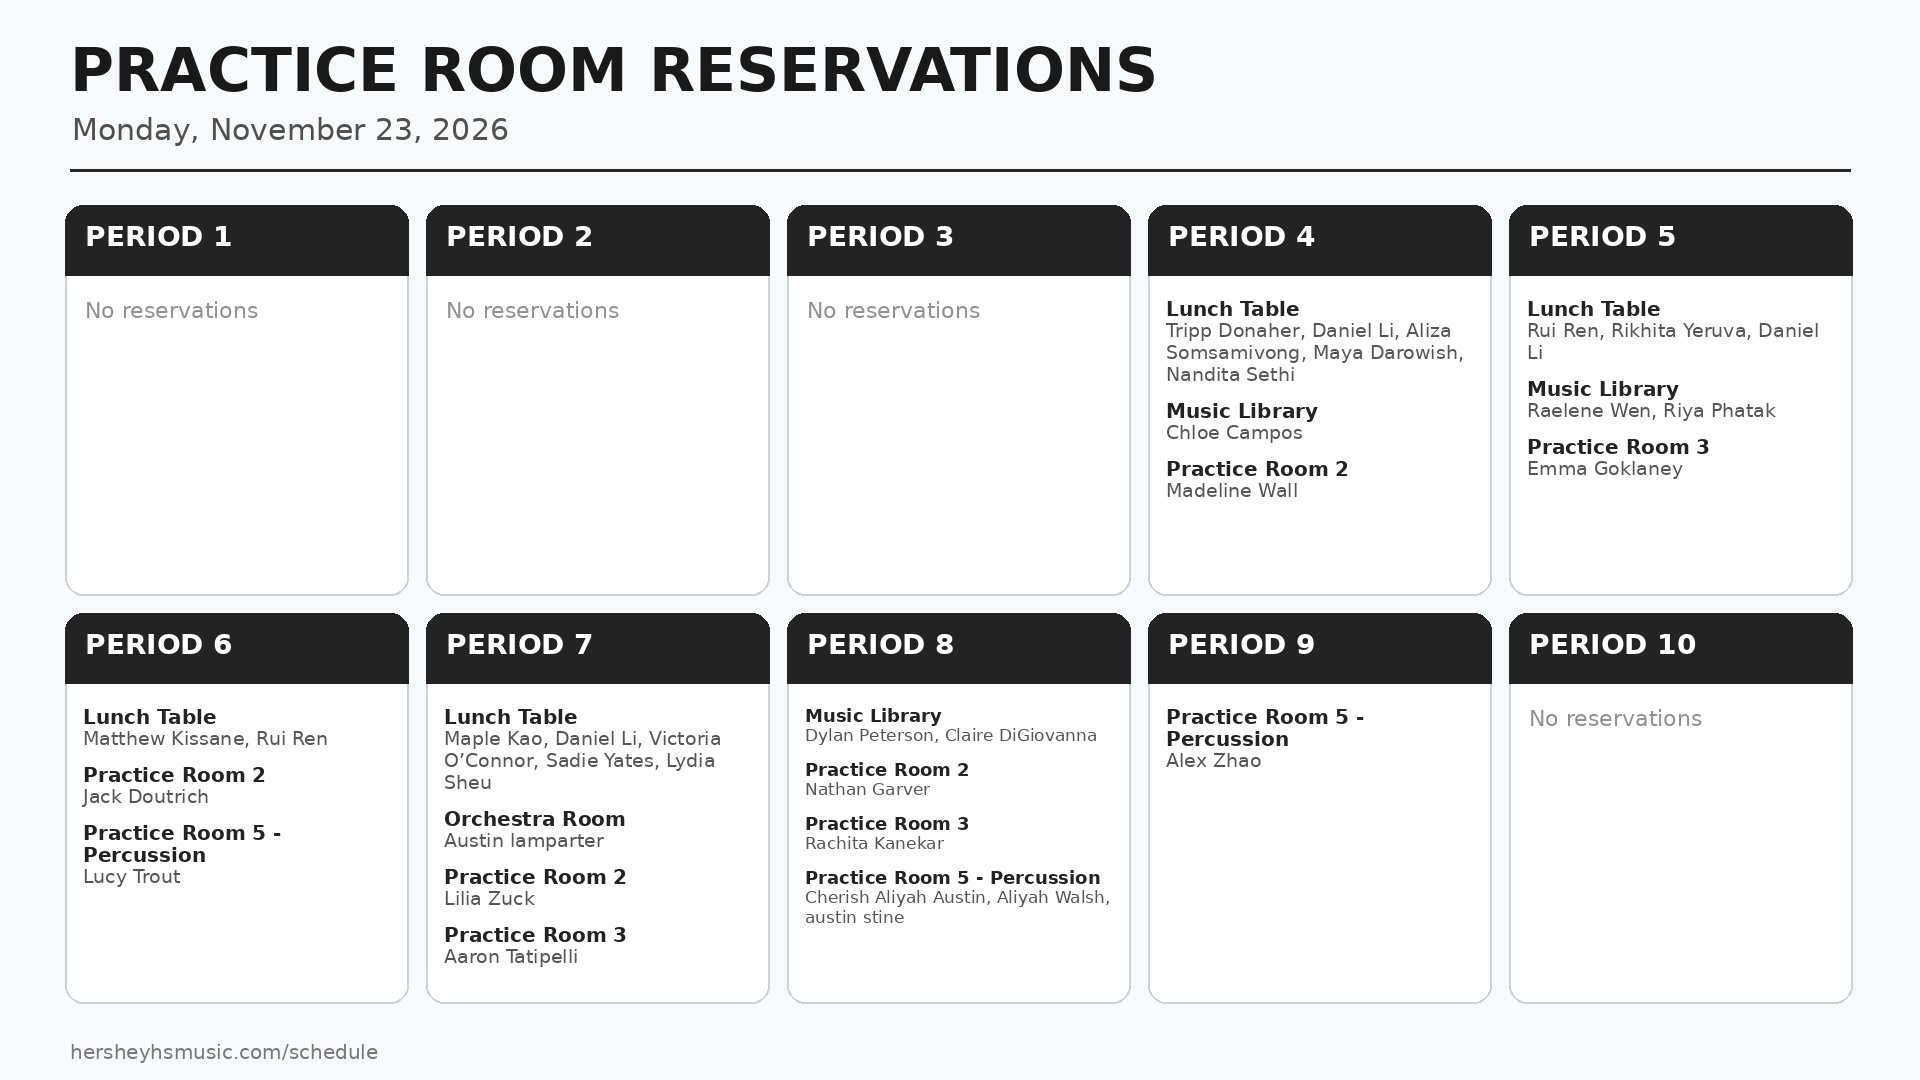 PRACTICE ROOM RESERVATIONS
Monday, November 23, 2026
PERIOD 1
No reservations
PERIOD 2
No reservations
PERIOD 3
No reservations
PERIOD 4
Lunch Table
Tripp Donaher, Daniel Li, Aliza
Somsamivong, Maya Darowish,
Nandita Sethi
Music Library
Chloe Campos
Practice Room 2
Madeline Wall
PERIOD 5
Lunch Table
Rui Ren, Rikhita Yeruva, Daniel
Li
Music Library
Raelene Wen, Riya Phatak
Practice Room 3
Emma Goklaney
PERIOD 6
Lunch Table
Matthew Kissane, Rui Ren
Practice Room 2
Jack Doutrich
Practice Room 5 -
Percussion
Lucy Trout
PERIOD 7
Lunch Table
Maple Kao, Daniel Li, Victoria
O’Connor, Sadie Yates, Lydia
Sheu
Orchestra Room
Austin lamparter
Practice Room 2
Lilia Zuck
Practice Room 3
Aaron Tatipelli
PERIOD 8
Music Library
Dylan Peterson, Claire DiGiovanna
Practice Room 2
Nathan Garver
Practice Room 3
Rachita Kanekar
Practice Room 5 - Percussion
Cherish Aliyah Austin, Aliyah Walsh,
austin stine
PERIOD 9
Practice Room 5 -
Percussion
Alex Zhao
PERIOD 10
No reservations
hersheyhsmusic.com/schedule